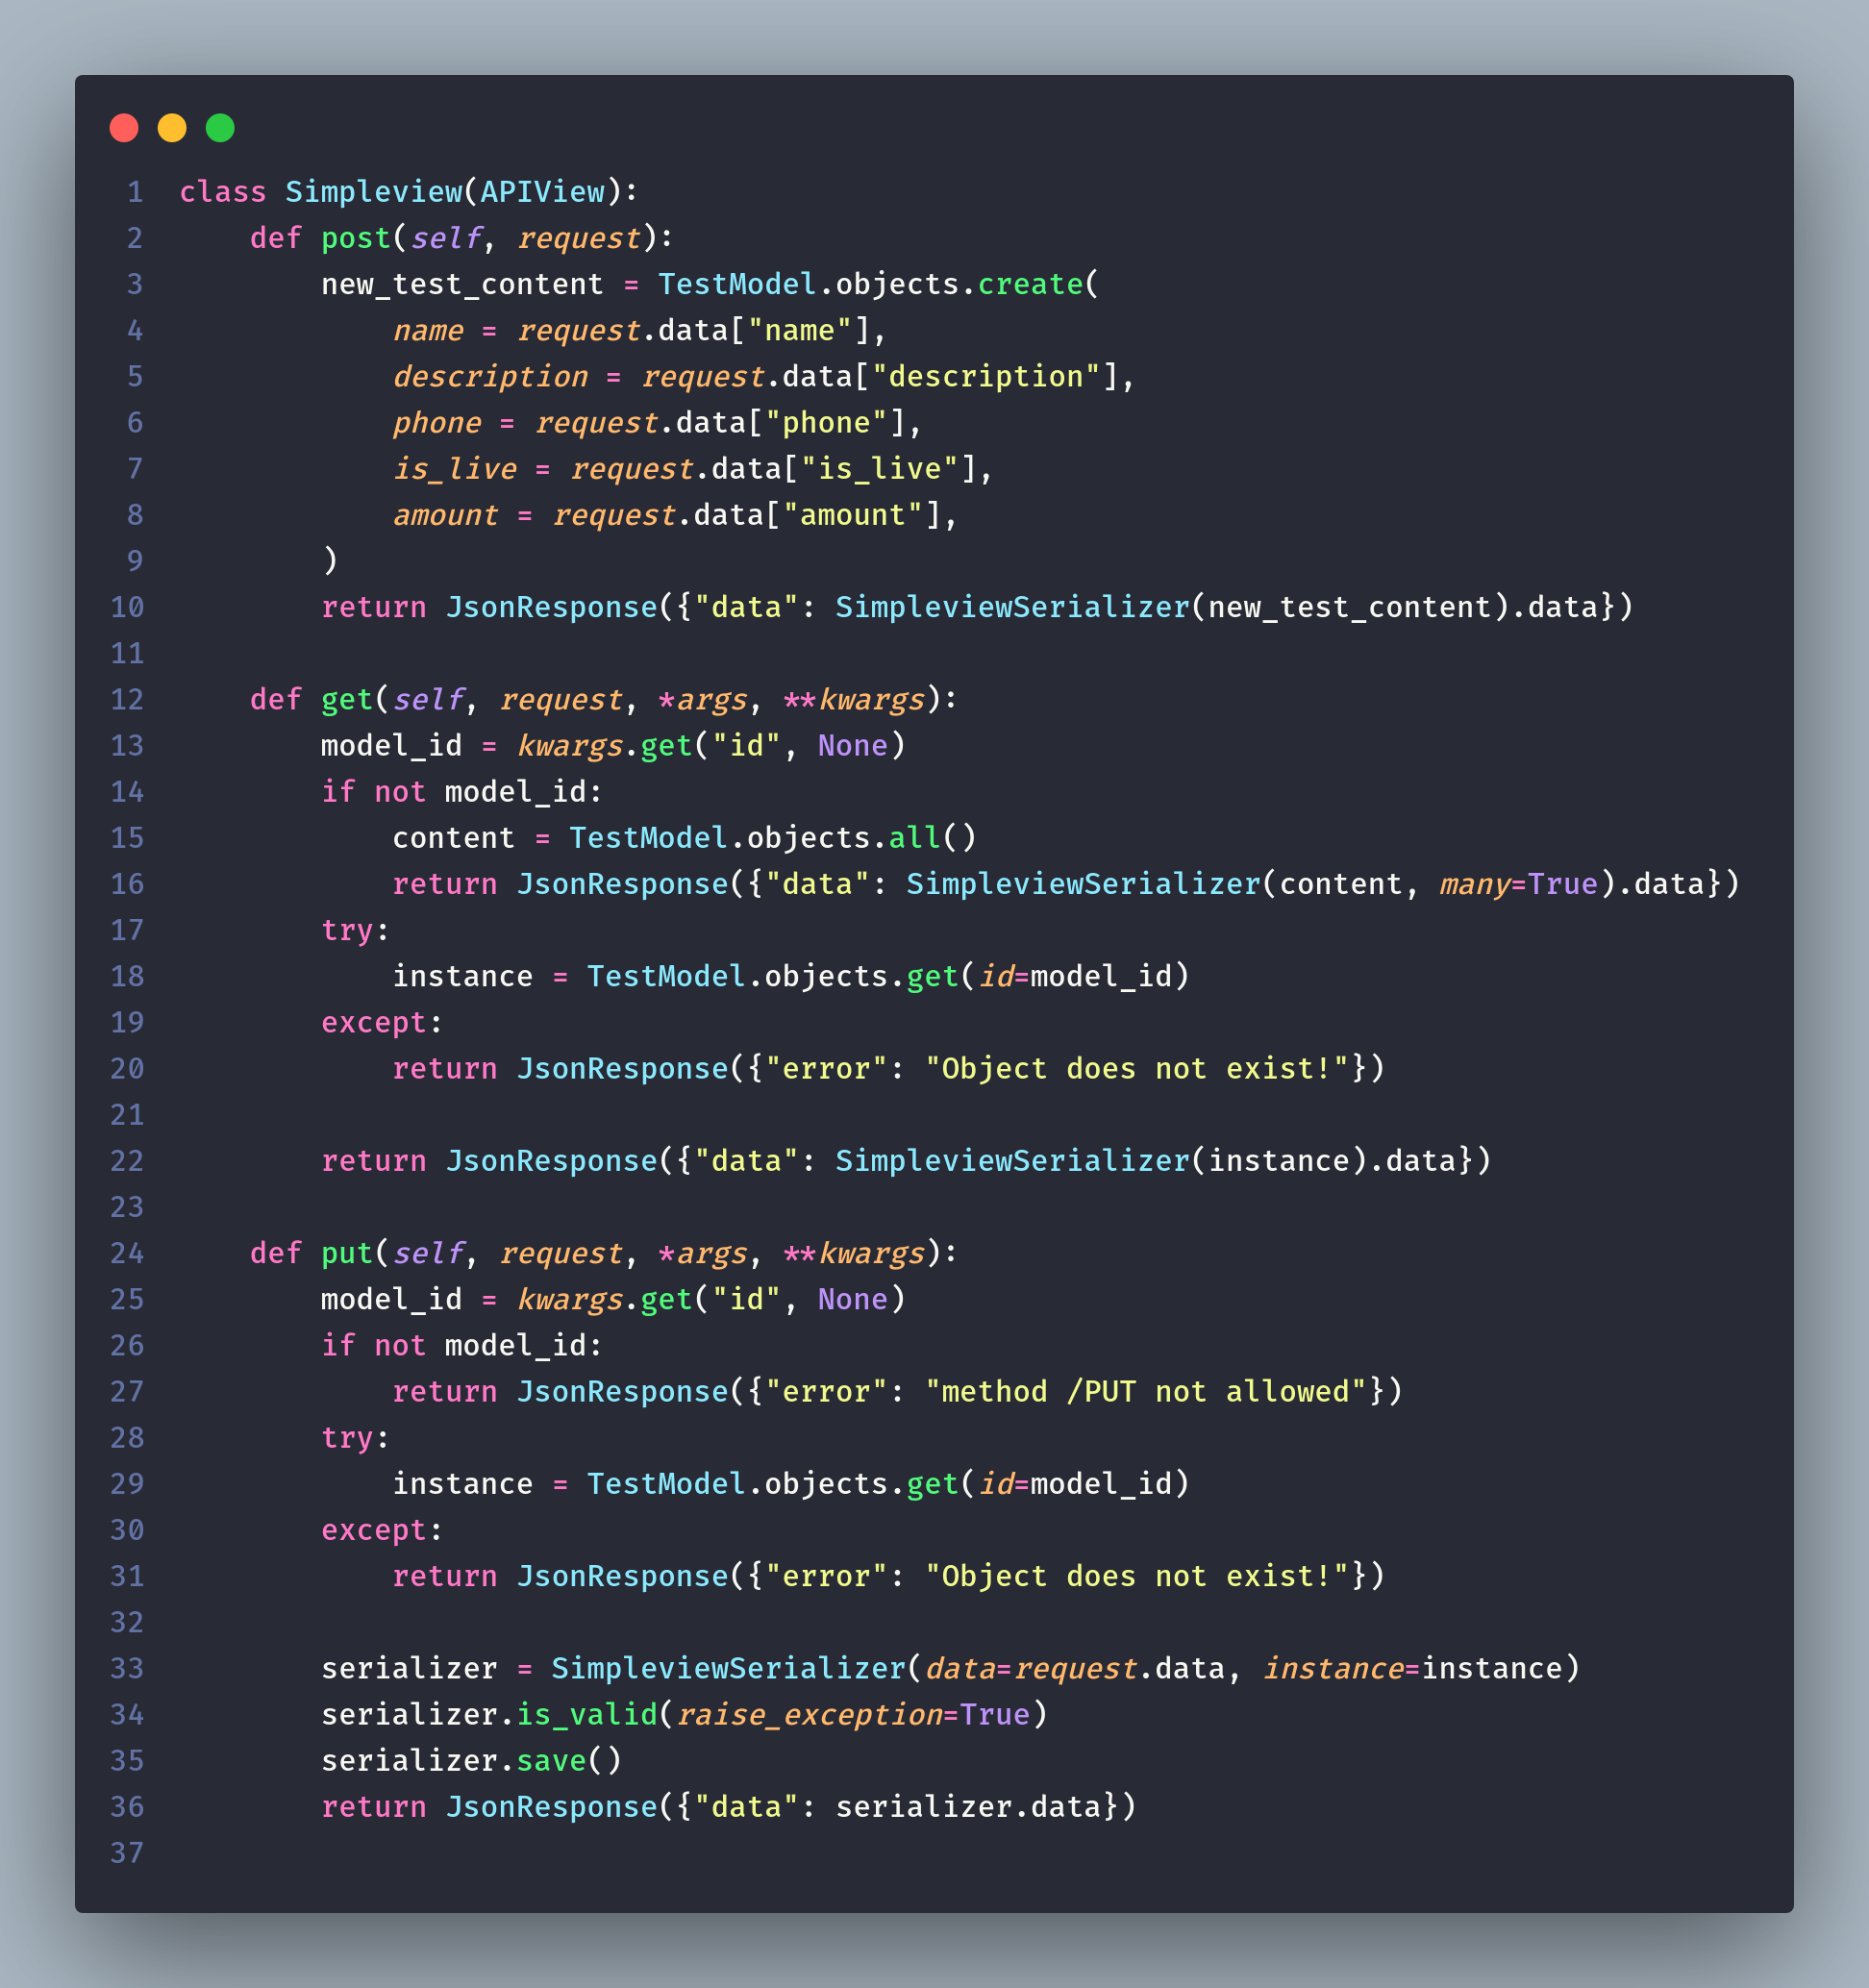 1 class Simpleview(APIView):
2     def post(self, request):
3         new_test_content = TestModel.objects.create(
4             name = request.data["name"],
5             description = request.data["description"],
6             phone = request.data["phone"],
7             is_live = request.data["is_live"],
8             amount = request.data["amount"],
9         )
10         return JsonResponse({"data": SimpleviewSerializer(new_test_content).data})
11
12     def get(self, request, *args, **kwargs):
13         model_id = kwargs.get("id", None)
14         if not model_id:
15             content = TestModel.objects.all()
16             return JsonResponse({"data": SimpleviewSerializer(content, many=True).data})
17         try:
18             instance = TestModel.objects.get(id=model_id)
19         except:
20             return JsonResponse({"error": "Object does not exist!"})
21
22         return JsonResponse({"data": SimpleviewSerializer(instance).data})
23
24     def put(self, request, *args, **kwargs):
25         model_id = kwargs.get("id", None)
26         if not model_id:
27             return JsonResponse({"error": "method /PUT not allowed"})
28         try:
29             instance = TestModel.objects.get(id=model_id)
30         except:
31             return JsonResponse({"error": "Object does not exist!"})
32
33         serializer = SimpleviewSerializer(data=request.data, instance=instance)
34         serializer.is_valid(raise_exception=True)
35         serializer.save()
36         return JsonResponse({"data": serializer.data})
37